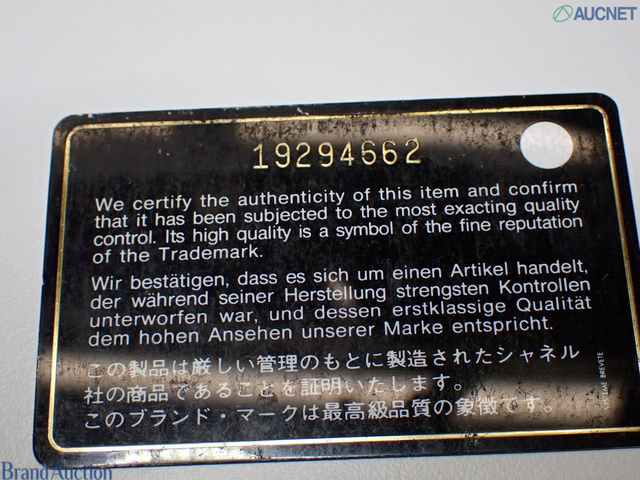 AUCNET
19294662
We certify the authenticity of this item and confirm
that it has been subjected to the most exacting quality
control. Its high quality is a symbol of the fine reputation
of the Trademark.
Wir bestätigen, dass es sich um einen Artikel handelt,
der während seiner Herstellung strengsten Kontrollen
unterworfen war, und dessen erstklassige Qualität
dem hohen Ansehen unserer Marke entspricht.
この製品は厳しい管理のもとに製造されたシャネル
社の商品であることを証明いたします。
このブランド・マークは最高級品質の象徴です。
SYSTEME BREVETE
BrandAuction